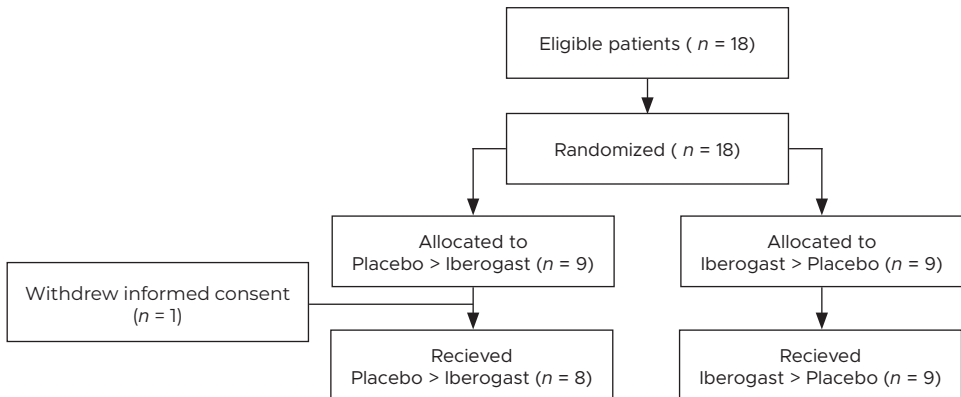 Eligible patients ( n = 18)
Randomized ( n = 18)
Allocated to
Placebo > Iberogast (n = 9)
Allocated to
Iberogast > Placebo (n = 9)
Withdrew informed consent
(n = 1)
Recieved
Placebo > Iberogast (n = 8)
Recieved
Iberogast > Placebo (n = 9)